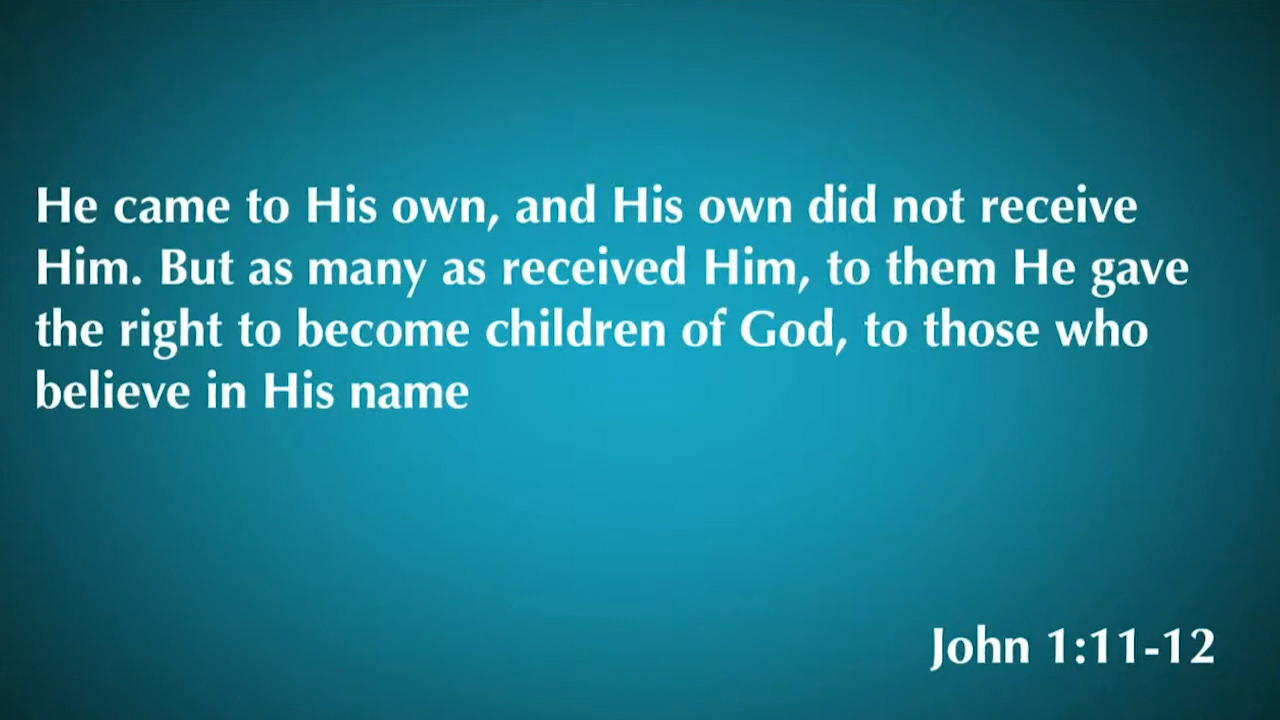 He came to His own, and His own did not receive
Him. But as many as received Him, to them He gave
the right to become children of God, to those who
believe in His name
John 1:11-12